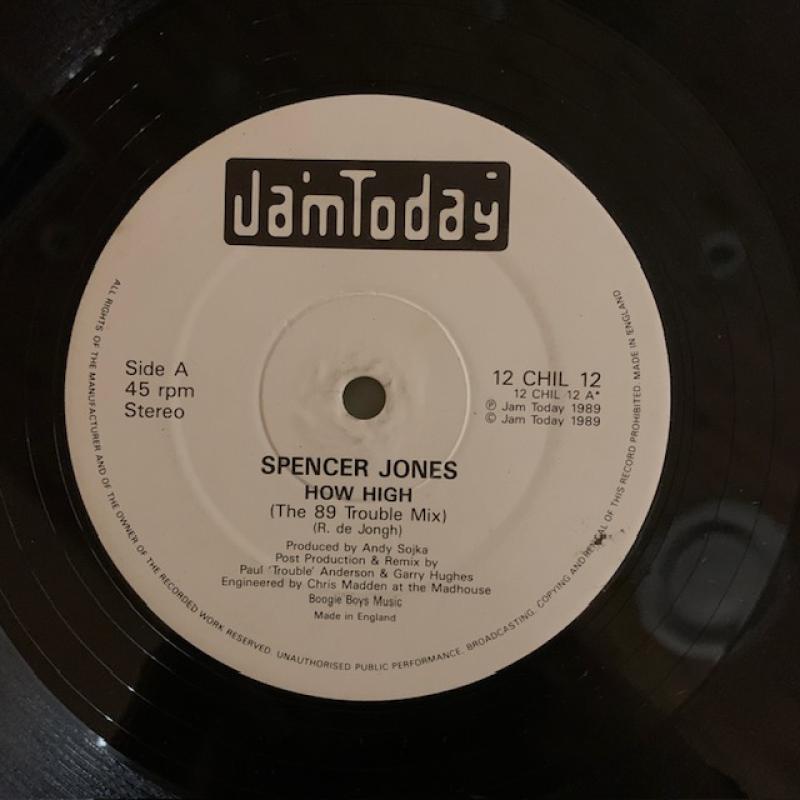 JamToday
Side A
45 rpm
Stereo
12 CHIL 12
12 CHIL 12 A*
℗ Jam Today 1989
© Jam Today 1989
SPENCER JONES
HOW HIGH
(The 89 Trouble Mix)
(R. de Jongh)
Produced by Andy Sojka
Post Production & Remix by
Paul 'Trouble' Anderson & Garry Hughes
Engineered by Chris Madden at the Madhouse
Boogie Boys Music
Made in England
ALL RIGHTS OF THE MANUFACTURER AND OF THE OWNER OF THE RECORDED WORK RESERVED. UNAUTHORISED PUBLIC PERFORMANCE, BROADCASTING, COPYING AND RENTAL OF THIS RECORD PROHIBITED. MADE IN ENGLAND